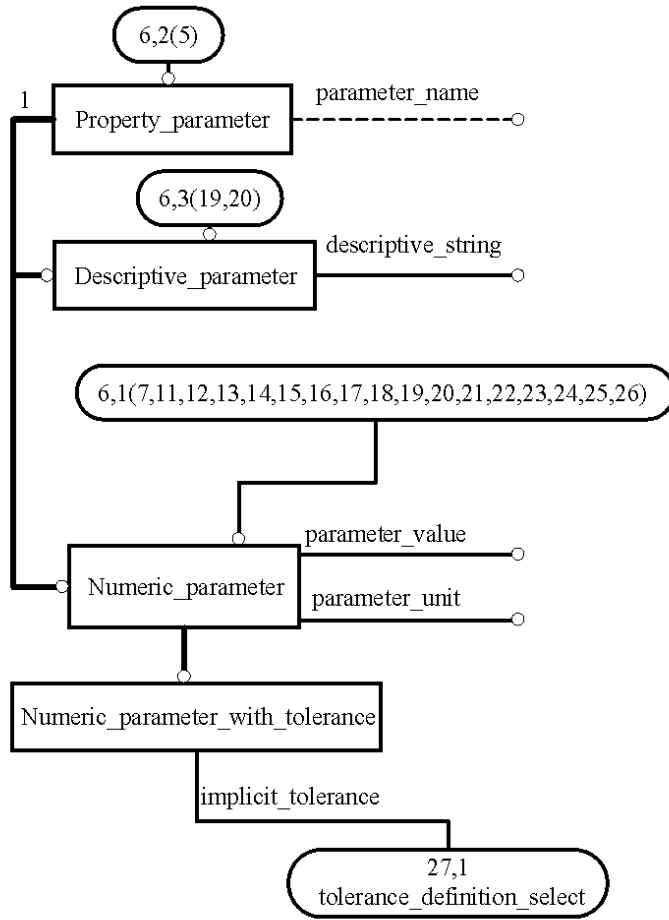 6,2(5)
1
Property_parameter
parameter_name
6,3(19,20)
Descriptive_parameter
descriptive_string
6,1(7,11,12,13,14,15,16,17,18,19,20,21,22,23,24,25,26)
Numeric_parameter
parameter_value
parameter_unit
Numeric_parameter_with_tolerance
implicit_tolerance
27,1
tolerance_definition_select